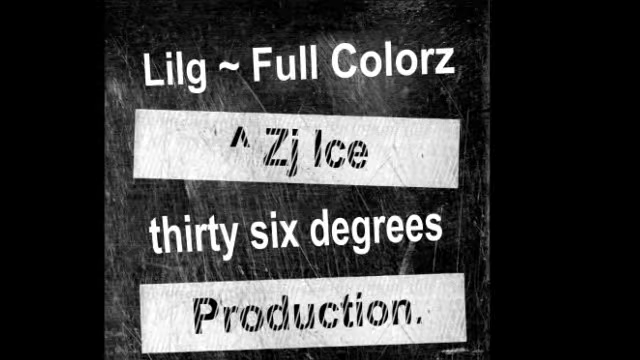 Lilg ~ Full Colorz
^ Zj Ice
thirty six degrees
Production.